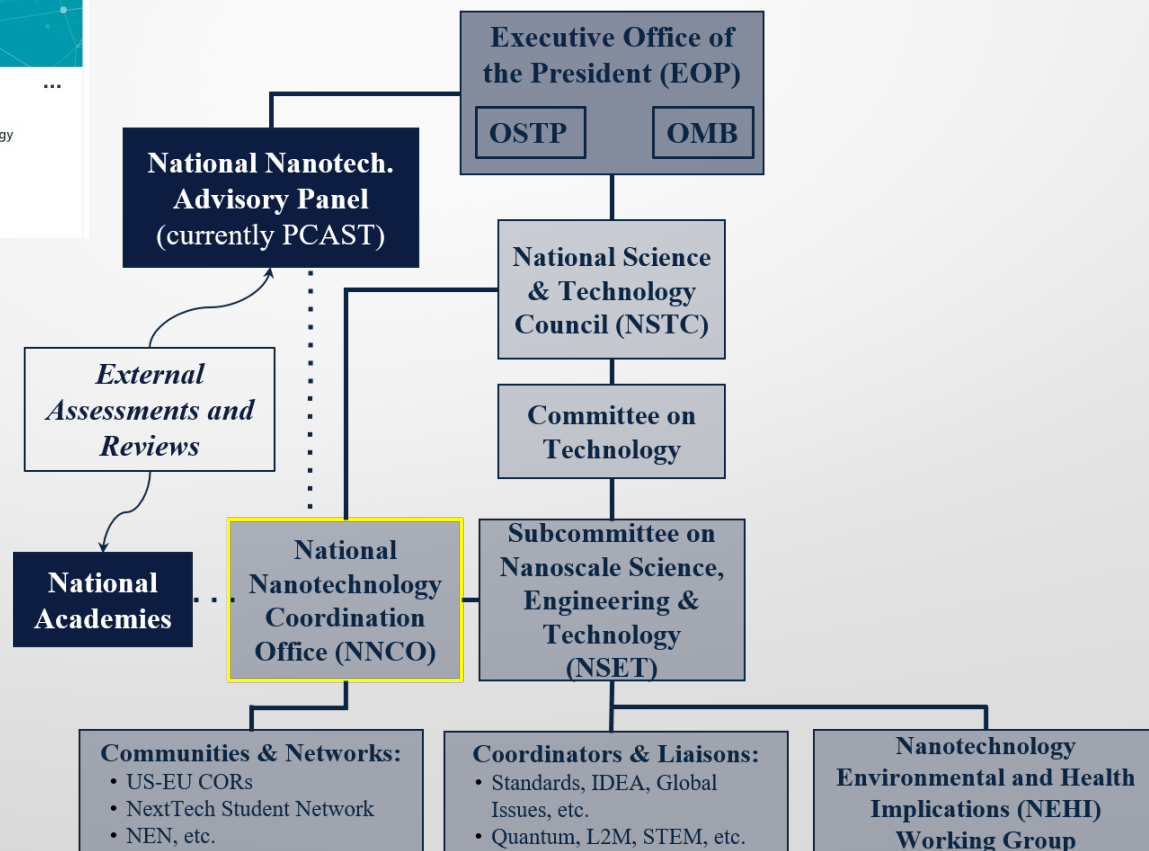 ...
gy
Executive Office of
the President (EOP)
OSTP
OMB
National Nanotech.
Advisory Panel
(currently PCAST)
National Science
& Technology
Council (NSTC)
External
Assessments and
Reviews
Committee on
Technology
National
Academies
National
Nanotechnology
Coordination
Office (NNCO)
Subcommittee on
Nanoscale Science,
Engineering &
Technology
(NSET)
Communities & Networks:
• US-EU CORs
• NextTech Student Network
• NEN, etc.
Coordinators & Liaisons:
• Standards, IDEA, Global
Issues, etc.
• Quantum, L2M, STEM, etc.
Nanotechnology
Environmental and Health
Implications (NEHI)
Working Group